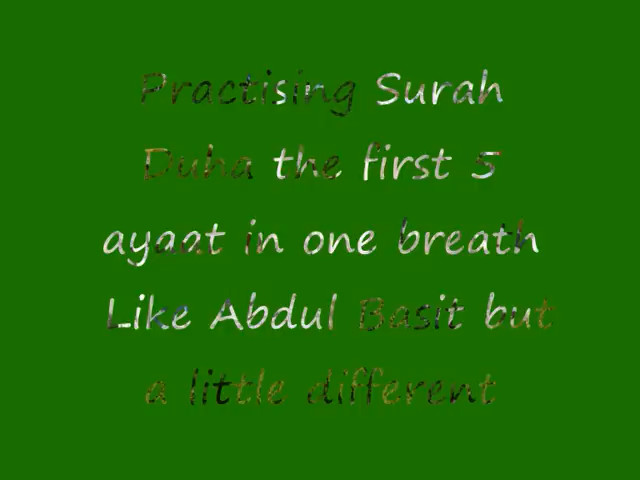 Practising Surah
Duha the first 5
ayaat in one breath
Like Abdul Basit but
a little different